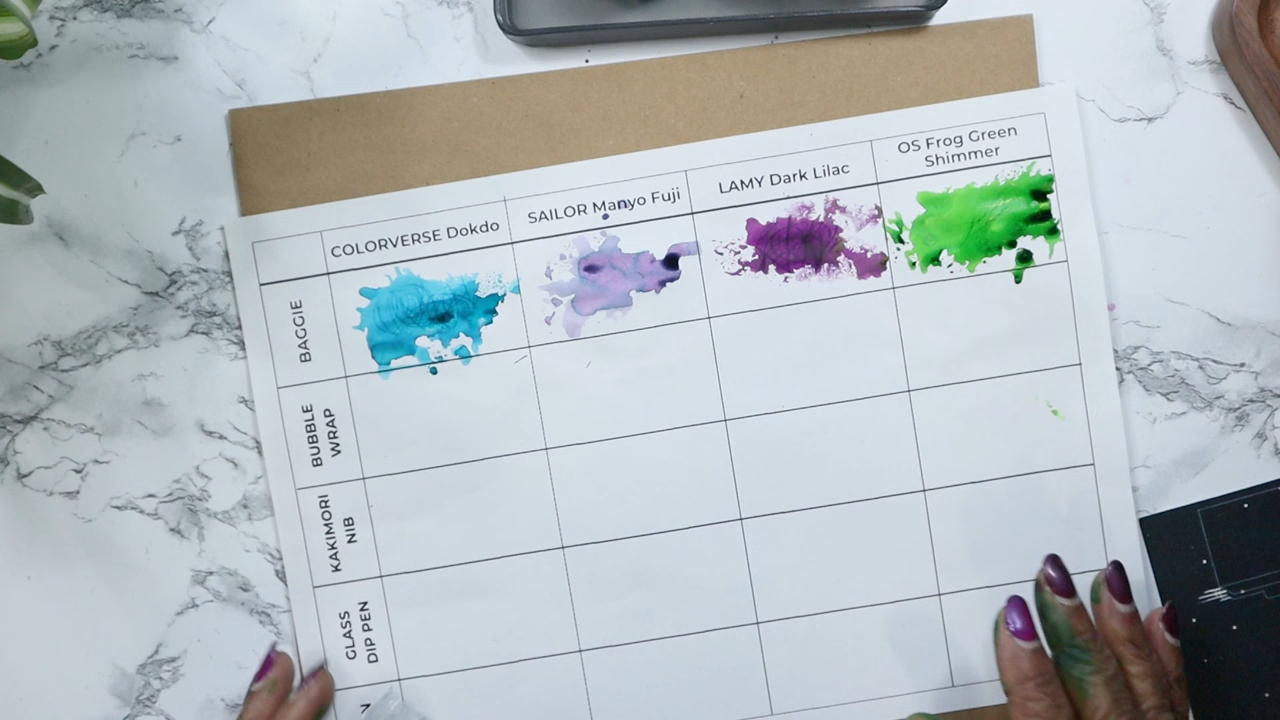 COLORVERSE Dokdo
SAILOR Manyo Fuji
LAMY Dark Lilac
OS Frog Green
Shimmer
BAGGIE
BUBBLE
WRAP
KAKIMORI
NIB
GLASS
DIP PEN